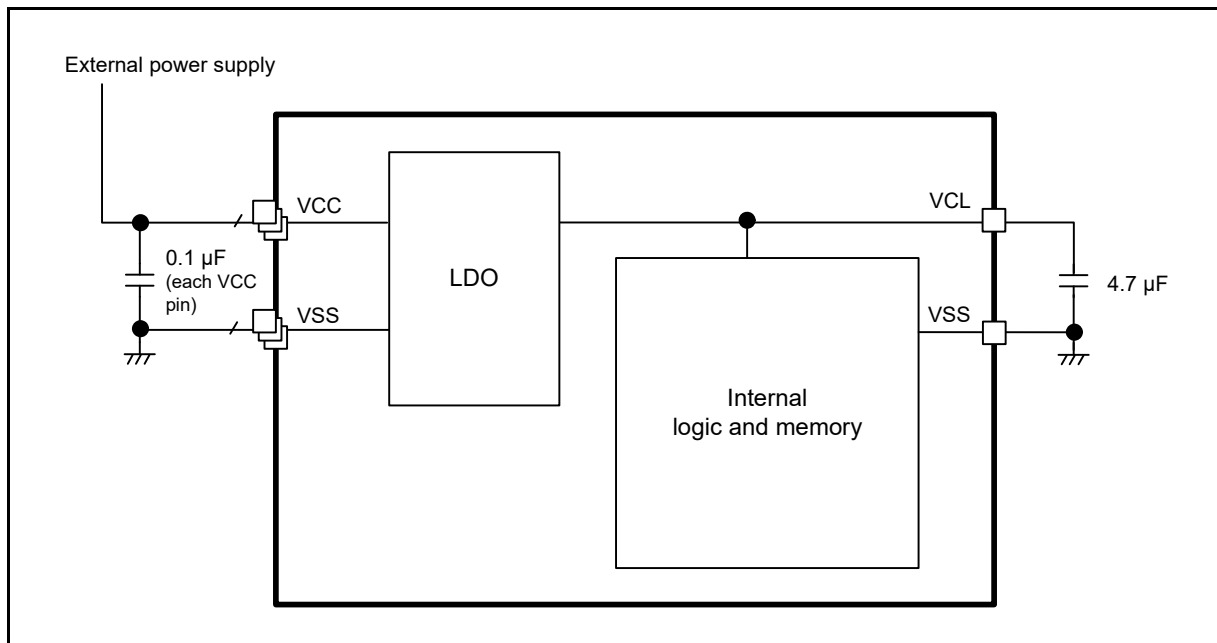 External power supply
VCC
VCL
0.1 µF
(each VCC
pin)
LDO
4.7 µF
VSS
VSS
Internal
logic and memory